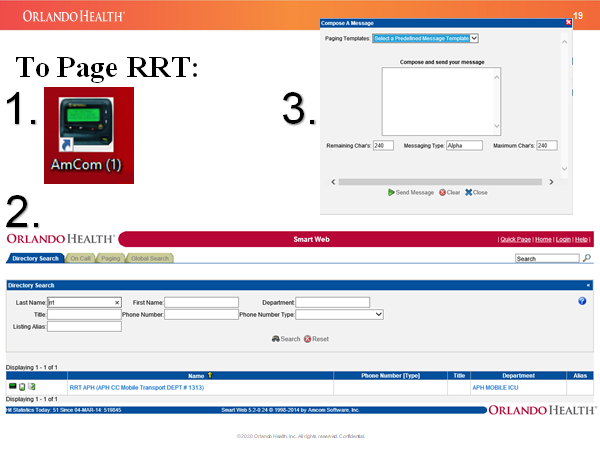 ORLANDO HEALTH®
19
To Page RRT:
1.
AmCom (1)
3.
Compose A Message
Paging Templates: Select a Predefined Message Template
Compose and send your message
Remaining Char's: 240 Messaging Type: Alpha Maximum Char's: 240
Send Message Clear Close
2.
ORLANDO HEALTH® Smart Web | Quick Page | Home | Login | Help |
Directory Search On Call Paging Global Search Search
Directory Search
Last Name: rrt First Name: Department:
Title: Phone Number: Phone Number Type:
Listing Alias:
Search Reset
Displaying 1 - 1 of 1
Name Phone Number [Type] Title Department Alias
RRT APH (APH CC Mobile Transport DEPT # 1313) APH MOBILE ICU
Displaying 1 - 1 of 1
Hit Statistics Today: 51 Since 04-MAR-14: 519845 Smart Web 5.2-0.24 © 1998-2014 by Amcom Software, Inc. ORLANDO HEALTH®
©2020 Orlando Health, Inc. All rights reserved. Confidential.